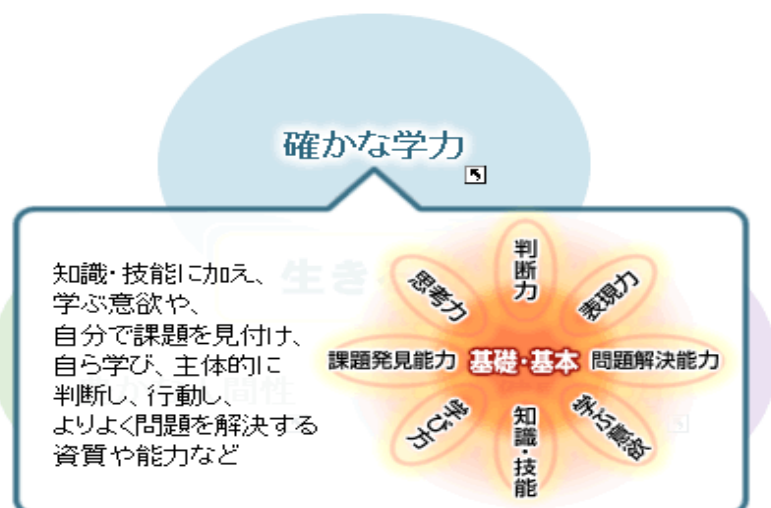 確かな学力
生き
知識・技能に加え、
学ぶ意欲や、
自分で課題を見付け、
自ら学び、主体的に
判断し、行動し、
よりよく問題を解決する
資質や能力など
間性
判断力
思考力
表現力
課題発見能力
基礎・基本
問題解決能力
学び方
知識・技能
学ぶ意欲